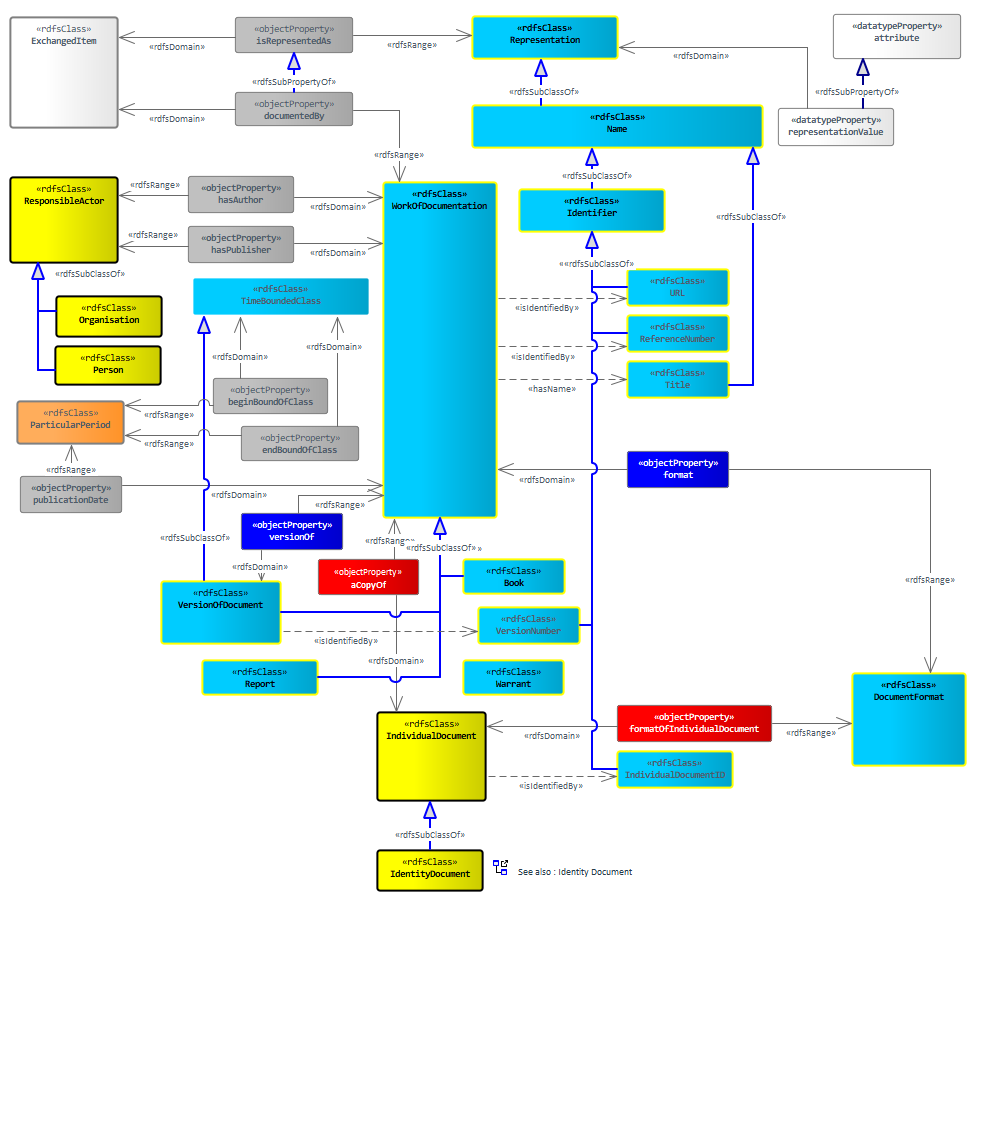 «rdfsClass»
ExchangedItem
«objectProperty»
isRepresentedAs
«rdfsClass»
Representation
«datatypeProperty»
attribute
«rdfsDomain»
«rdfsRange»
«rdfsDomain»
«rdfsSubPropertyOf»
«rdfsSubClassOf»
«rdfsSubPropertyOf»
«objectProperty»
documentedBy
«rdfsDomain»
«rdfsClass»
Name
«datatypeProperty»
representationValue
«rdfsRange»
«rdfsSubClassOf»
«rdfsClass»
ResponsibleActor
«rdfsRange»
«objectProperty»
hasAuthor
«rdfsDomain»
«rdfsClass»
WorkOfDocumentation
«rdfsClass»
Identifier
«rdfsSubClassOf»
«rdfsRange»
«objectProperty»
hasPublisher
«rdfsDomain»
«rdfsSubClassOf»
«rdfsSubClassOf»
«rdfsClass»
TimeBoundedClass
«rdfsClass»
URL
«rdfsClass»
Organisation
«isIdentifiedBy»
«rdfsClass»
ReferenceNumber
«rdfsClass»
Person
«rdfsDomain»
«rdfsDomain»
«isIdentifiedBy»
«rdfsClass»
Title
«hasName»
«objectProperty»
beginBoundOfClass
«rdfsClass»
ParticularPeriod
«rdfsRange»
«objectProperty»
endBoundOfClass
«rdfsRange»
«rdfsRange»
«objectProperty»
publicationDate
«rdfsDomain»
«rdfsRange»
«rdfsDomain»
«objectProperty»
format
«objectProperty»
versionOf
«rdfsSubClassOf»
«rdfsRange»
«rdfsSubClassOf»
«rdfsDomain»
«objectProperty»
aCopyOf
«rdfsClass»
Book
«rdfsRange»
«rdfsClass»
VersionOfDocument
«isIdentifiedBy»
«rdfsClass»
VersionNumber
«rdfsDomain»
«rdfsClass»
Report
«rdfsClass»
Warrant
«rdfsClass»
DocumentFormat
«rdfsClass»
IndividualDocument
«rdfsDomain»
«objectProperty»
formatOfIndividualDocument
«rdfsRange»
«isIdentifiedBy»
«rdfsClass»
IndividualDocumentID
«rdfsSubClassOf»
«rdfsClass»
IdentityDocument
See also : Identity Document